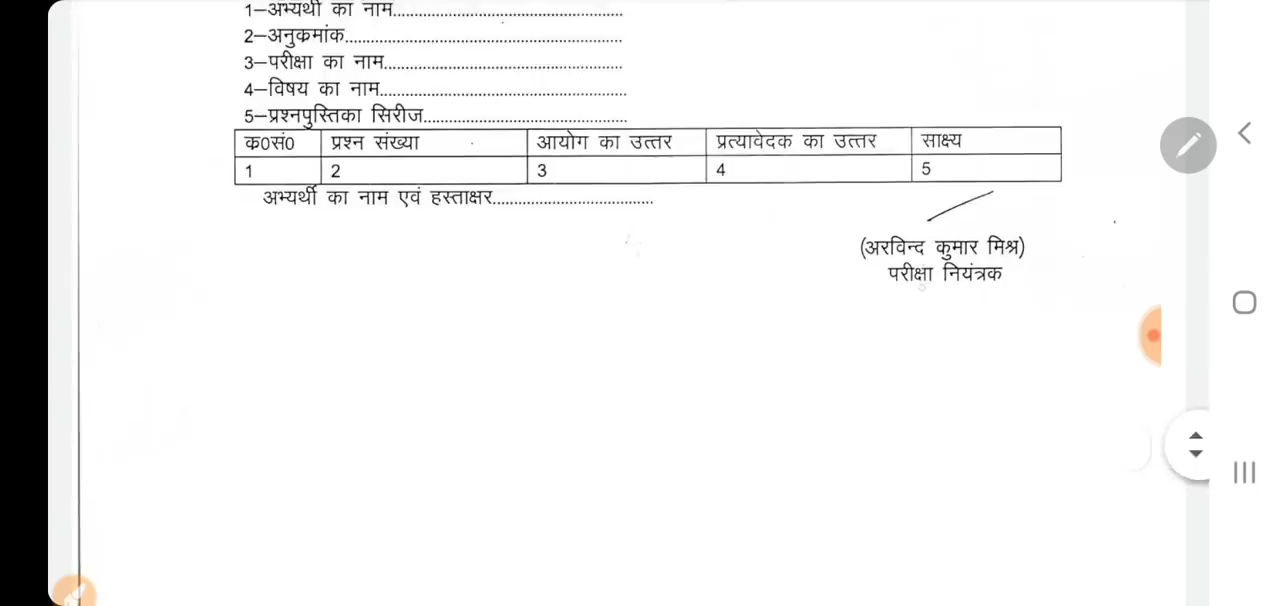 1–अभ्यर्थी का नाम......................................................
2–अनुकमांक.................................................................
3–परीक्षा का नाम........................................................
4–विषय का नाम..........................................................
5–प्रश्नपुस्तिका सिरीज................................................
क0सं0 प्रश्न संख्या आयोग का उत्तर प्रत्यावेदक का उत्तर साक्ष्य
1 2 3 4 5
अभ्यर्थी का नाम एवं हस्ताक्षर.....................................
(अरविन्द कुमार मिश्र)
परीक्षा नियंत्रक